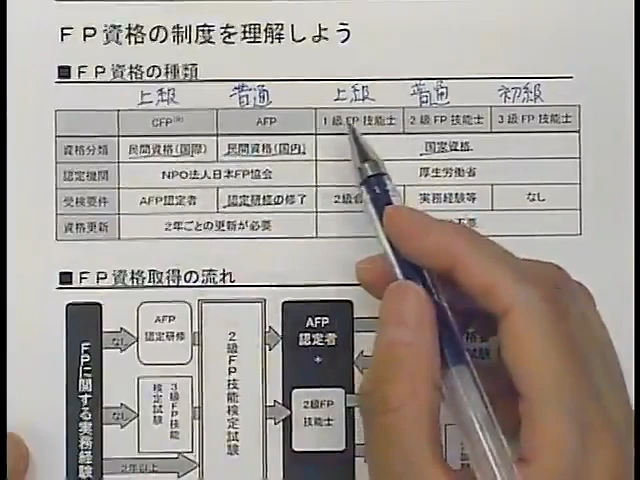 FP資格の制度を理解しよう
■FP資格の種類
上級 普通 上級 普通 初級
CFP(R) AFP 1級FP技能士 2級FP技能士 3級FP技能士
資格分類 民間資格(国際) 民間資格(国内) 国家資格
認定機関 NPO法人日本FP協会 厚生労働省
受検要件 AFP認定者 認定研修の修了 2級合 実務経験等 なし
資格更新 2年ごとの更新が必要 不要
■FP資格取得の流れ
FPに関する実務経験
なし
AFP
認定研修
なし
3級FP技能
検定試験
2年以上
2級FP技能検定試験
AFP
認定者
+
2級FP
技能士